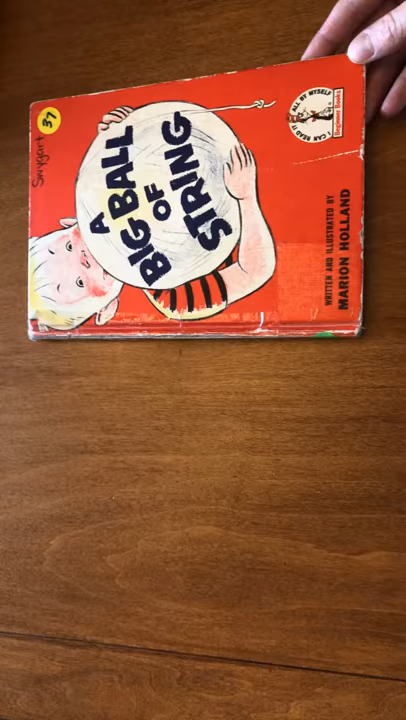 Swygart
37
A
BIG BALL
OF
STRING
WRITTEN AND ILLUSTRATED BY
MARION HOLLAND
I CAN READ IT ALL BY MYSELF
Beginner Books